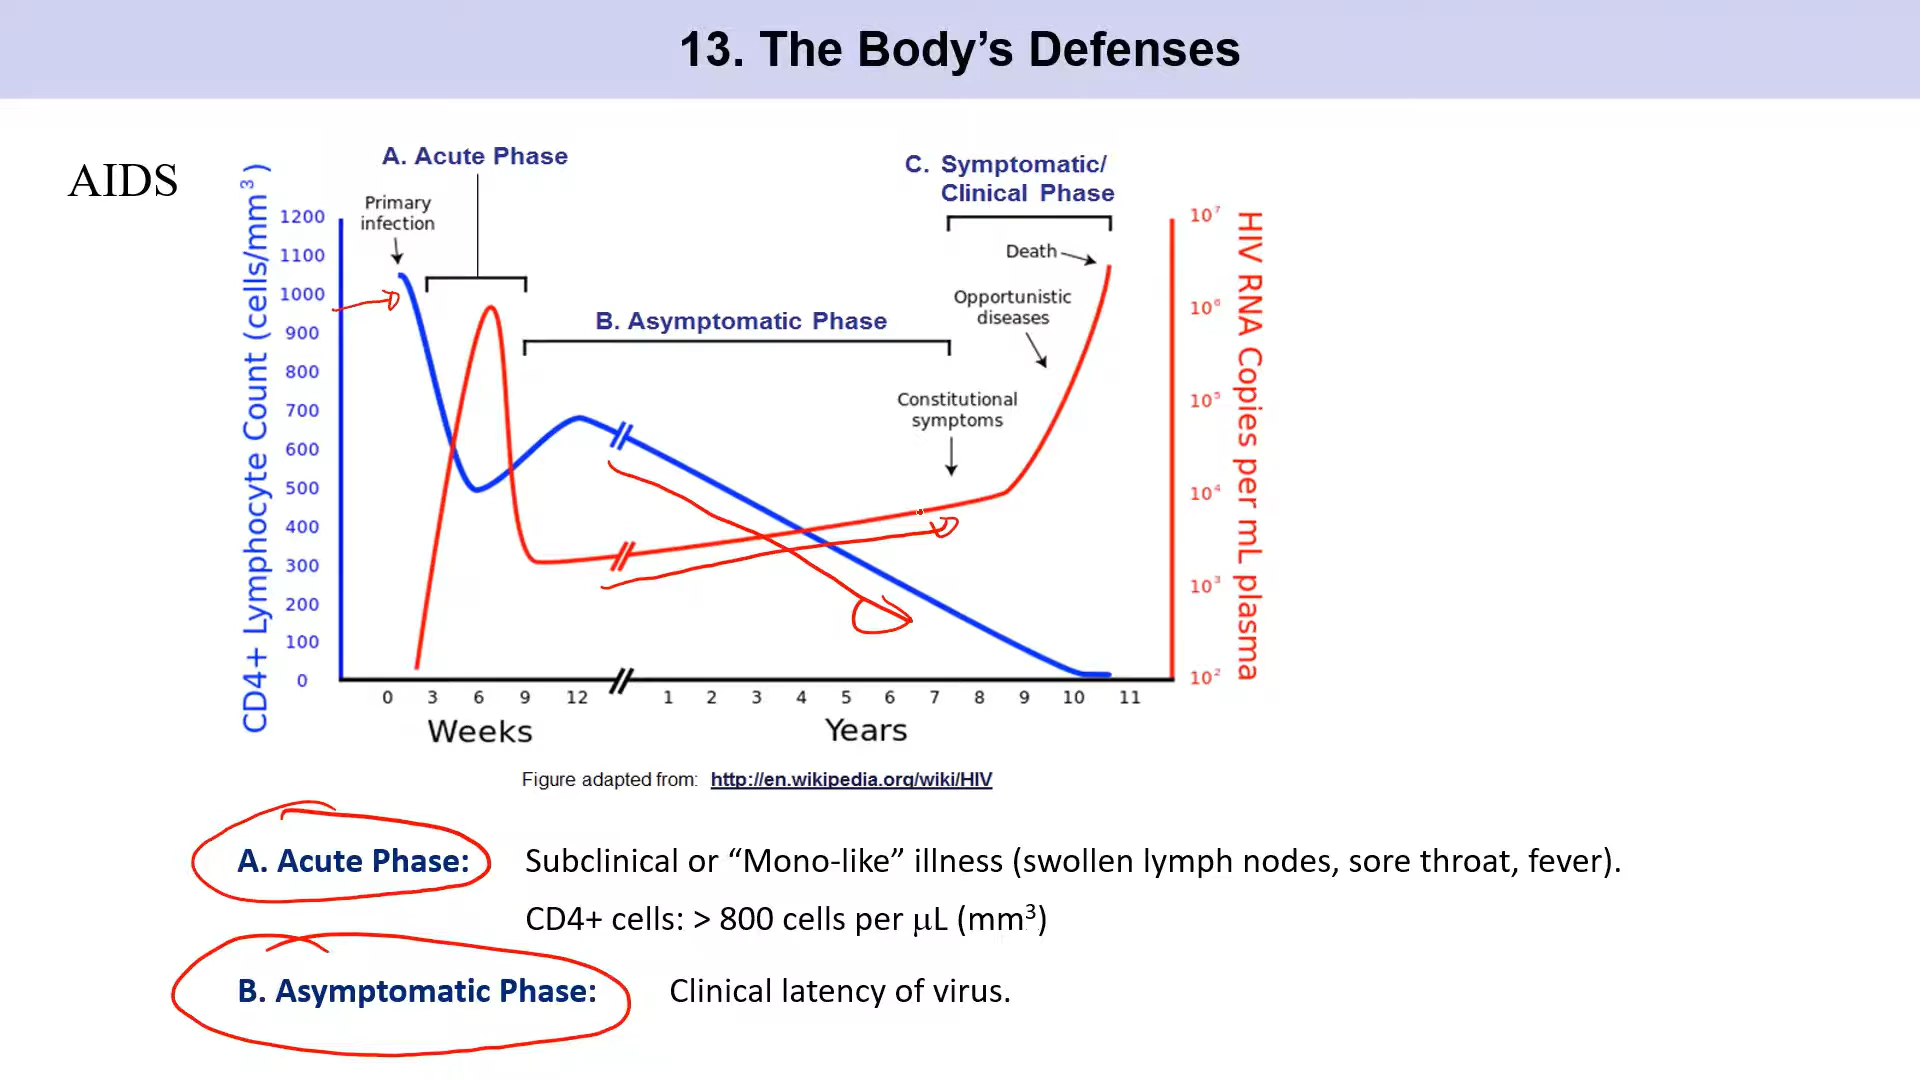 13. The Body’s Defenses
AIDS
A. Acute Phase
C. Symptomatic/
Clinical Phase
Primary
infection
Death
Opportunistic
diseases
B. Asymptomatic Phase
Constitutional
symptoms
CD4+ Lymphocyte Count (cells/mm³)
1200
1100
1000
900
800
700
600
500
400
300
200
100
0
HIV RNA Copies per mL plasma
10⁷
10⁶
10⁵
10⁴
10³
10²
0 3 6 9 12 1 2 3 4 5 6 7 8 9 10 11
Weeks Years
Figure adapted from: http://en.wikipedia.org/wiki/HIV
A. Acute Phase: Subclinical or “Mono-like” illness (swollen lymph nodes, sore throat, fever).
CD4+ cells: > 800 cells per μL (mm³)
B. Asymptomatic Phase: Clinical latency of virus.